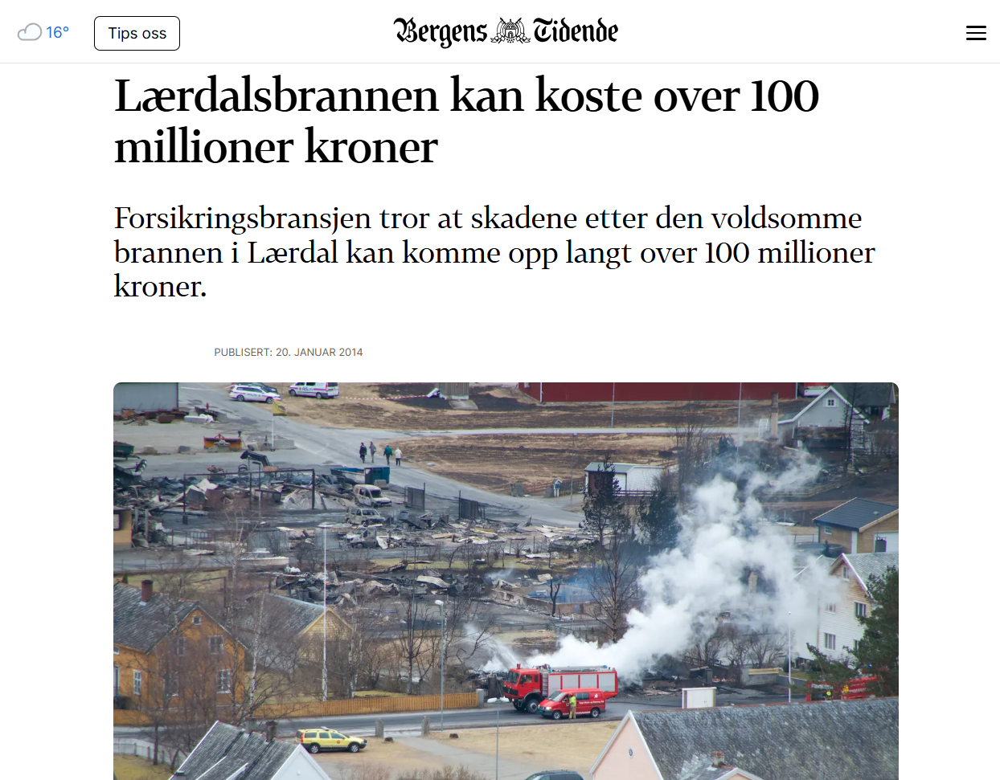 16°
Tips oss
Bergens Tidende
Lærdalsbrannen kan koste over 100
millioner kroner
Forsikringsbransjen tror at skadene etter den voldsomme
brannen i Lærdal kan komme opp langt over 100 millioner
kroner.
PUBLISERT: 20. JANUAR 2014